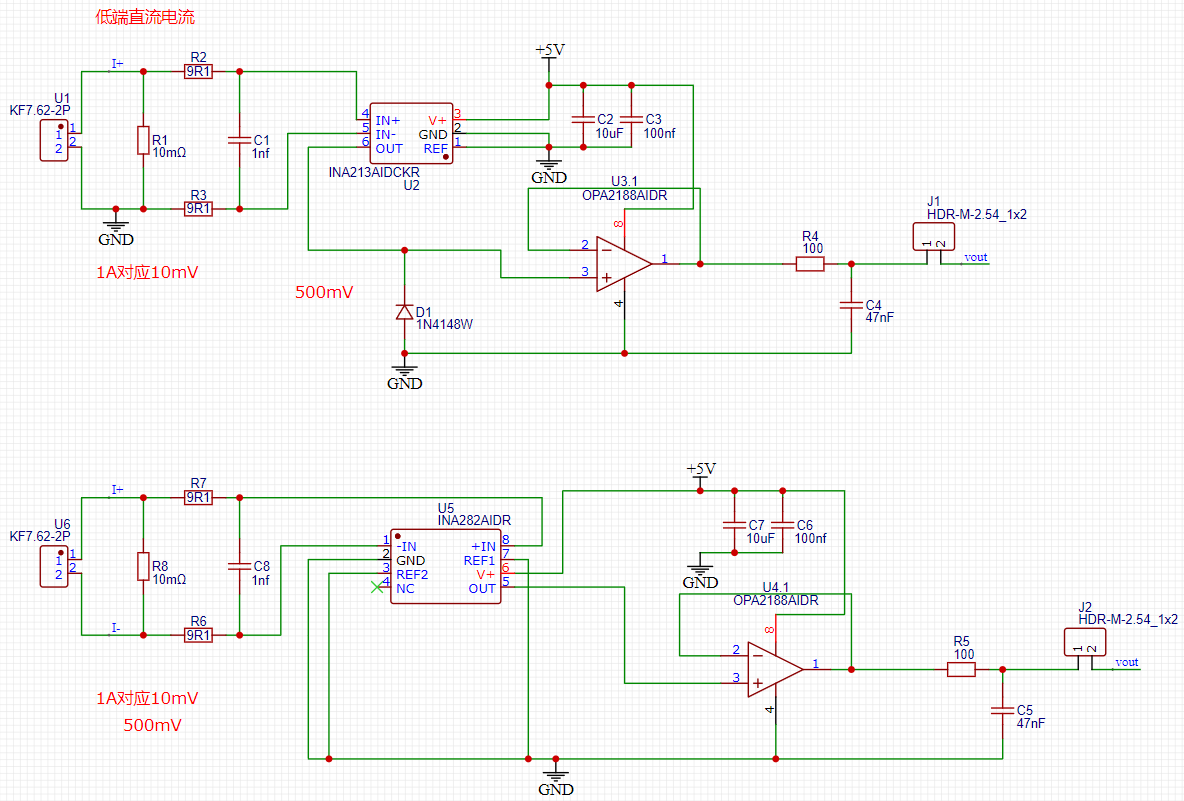 低端直流电流
I+
R2
9R1
+5V
U1
KF7.62-2P
1
2
1
2
R1
10mΩ
C1
1nf
4
5
6
IN+
IN-
OUT
V+
GND
REF
3
2
1
INA213AIDCKR
U2
C2
10uF
C3
100nf
GND
R3
9R1
GND
U3.1
OPA2188AIDR
8
2
3
1
4
R4
100
J1
HDR-M-2.54_1x2
1
2
vout
1A对应10mV
500mV
D1
1N4148W
C4
47nF
GND
I+
R7
9R1
+5V
U6
KF7.62-2P
1
2
1
2
R8
10mΩ
C8
1nf
U5
INA282AIDR
1
2
3
4
-IN
GND
REF2
NC
+IN
REF1
V+
OUT
8
7
6
5
C7
10uF
C6
100nf
GND
I-
R6
9R1
U4.1
OPA2188AIDR
8
2
3
1
4
R5
100
J2
HDR-M-2.54_1x2
1
2
vout
1A对应10mV
500mV
C5
47nF
GND